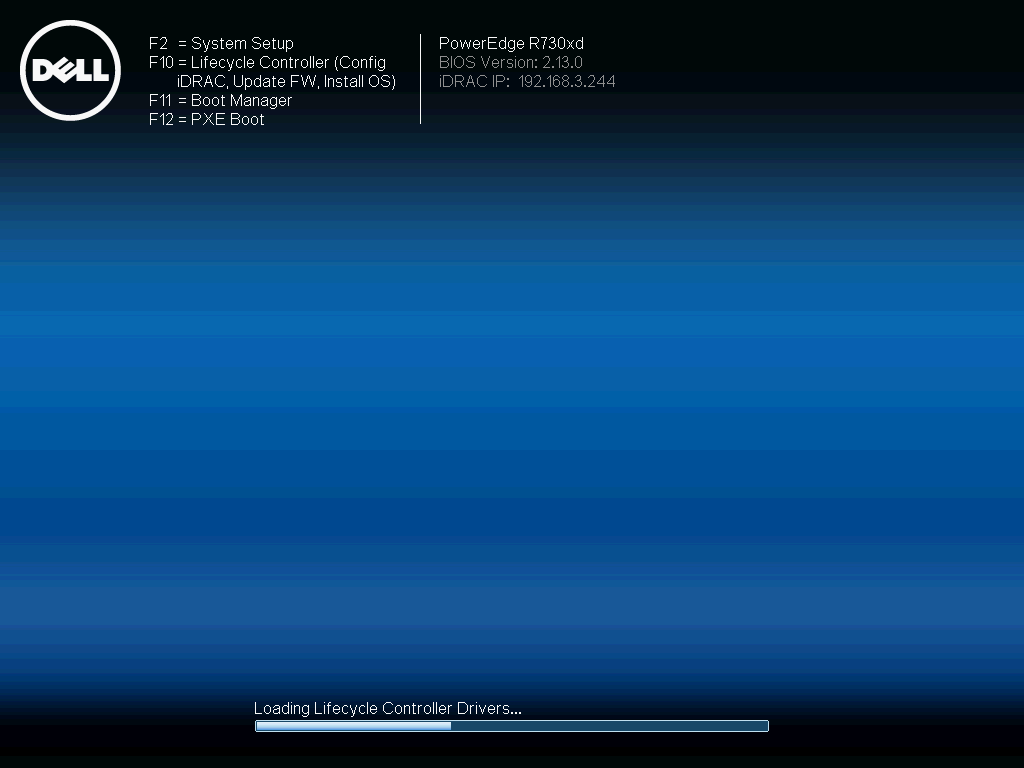 DELL
F2 = System Setup
F10 = Lifecycle Controller (Config
iDRAC, Update FW, Install OS)
F11 = Boot Manager
F12 = PXE Boot
PowerEdge R730xd
BIOS Version: 2.13.0
iDRAC IP: 192.168.3.244
Loading Lifecycle Controller Drivers...